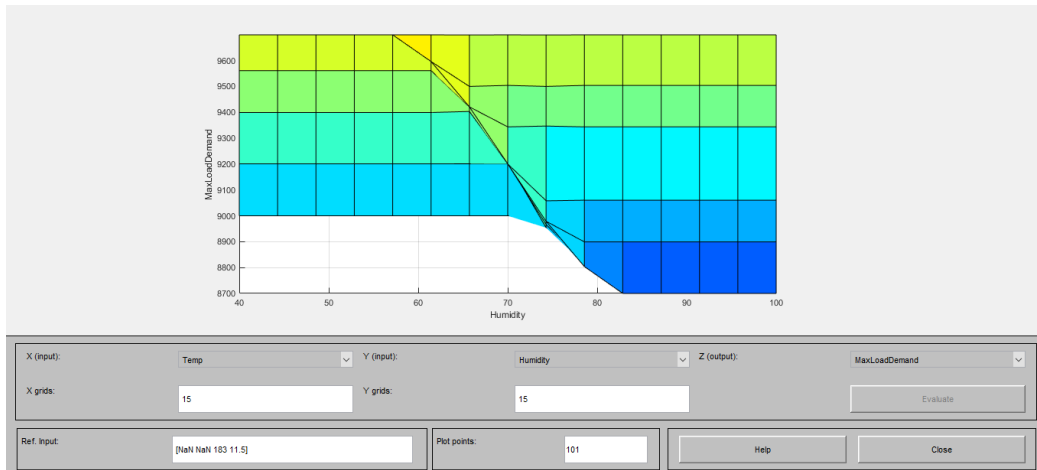 9600
9500
9400
9300
9200
9100
9000
8900
8800
8700
MaxLoadDemand
40 50 60 70 80 90 100
Humidity
X (input): Temp Y (input): Humidity Z (output): MaxLoadDemand
X grids: 15 Y grids: 15 Evaluate
Ref. Input: [NaN NaN 183 11.5] Plot points: 101 Help Close